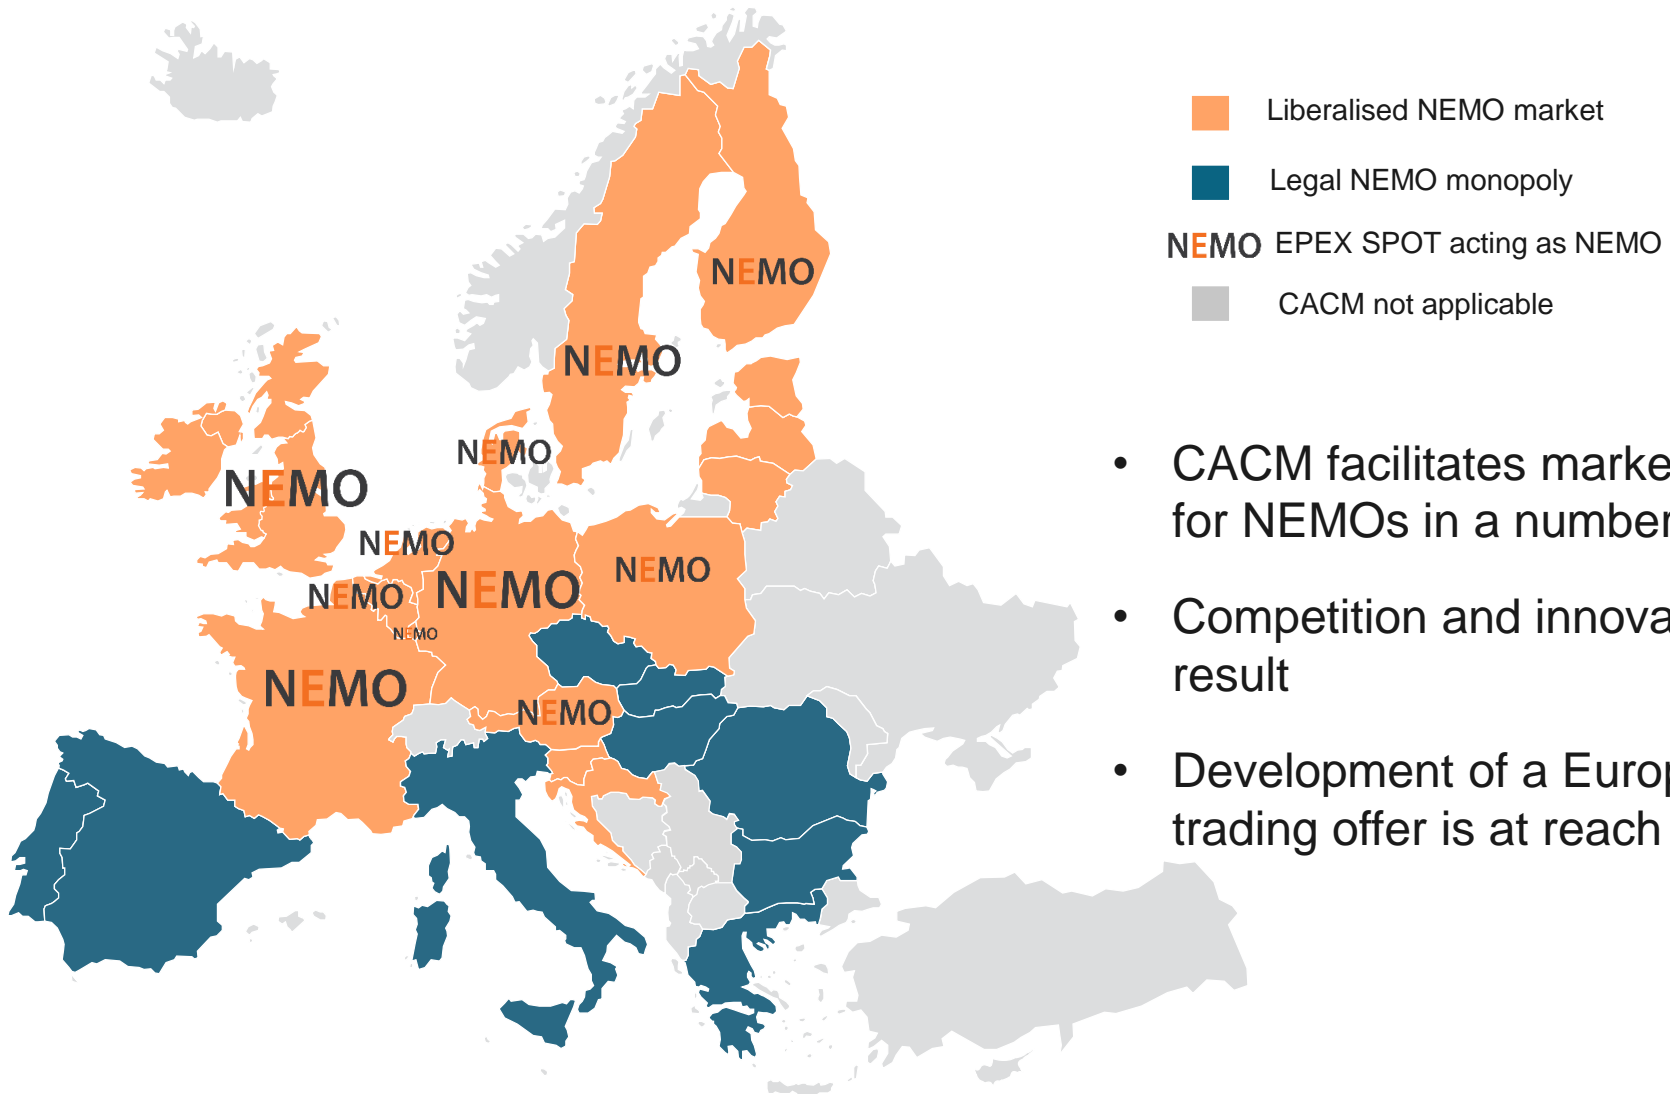 Liberalised NEMO market
Legal NEMO monopoly
NEMO EPEX SPOT acting as NEMO
CACM not applicable
NEMO
NEMO
NEMO
NEMO
NEMO
NEMO
NEMO
NEMO
NEMO
NEMO
NEMO
• CACM facilitates marke
for NEMOs in a number
• Competition and innova
result
• Development of a Europ
trading offer is at reach